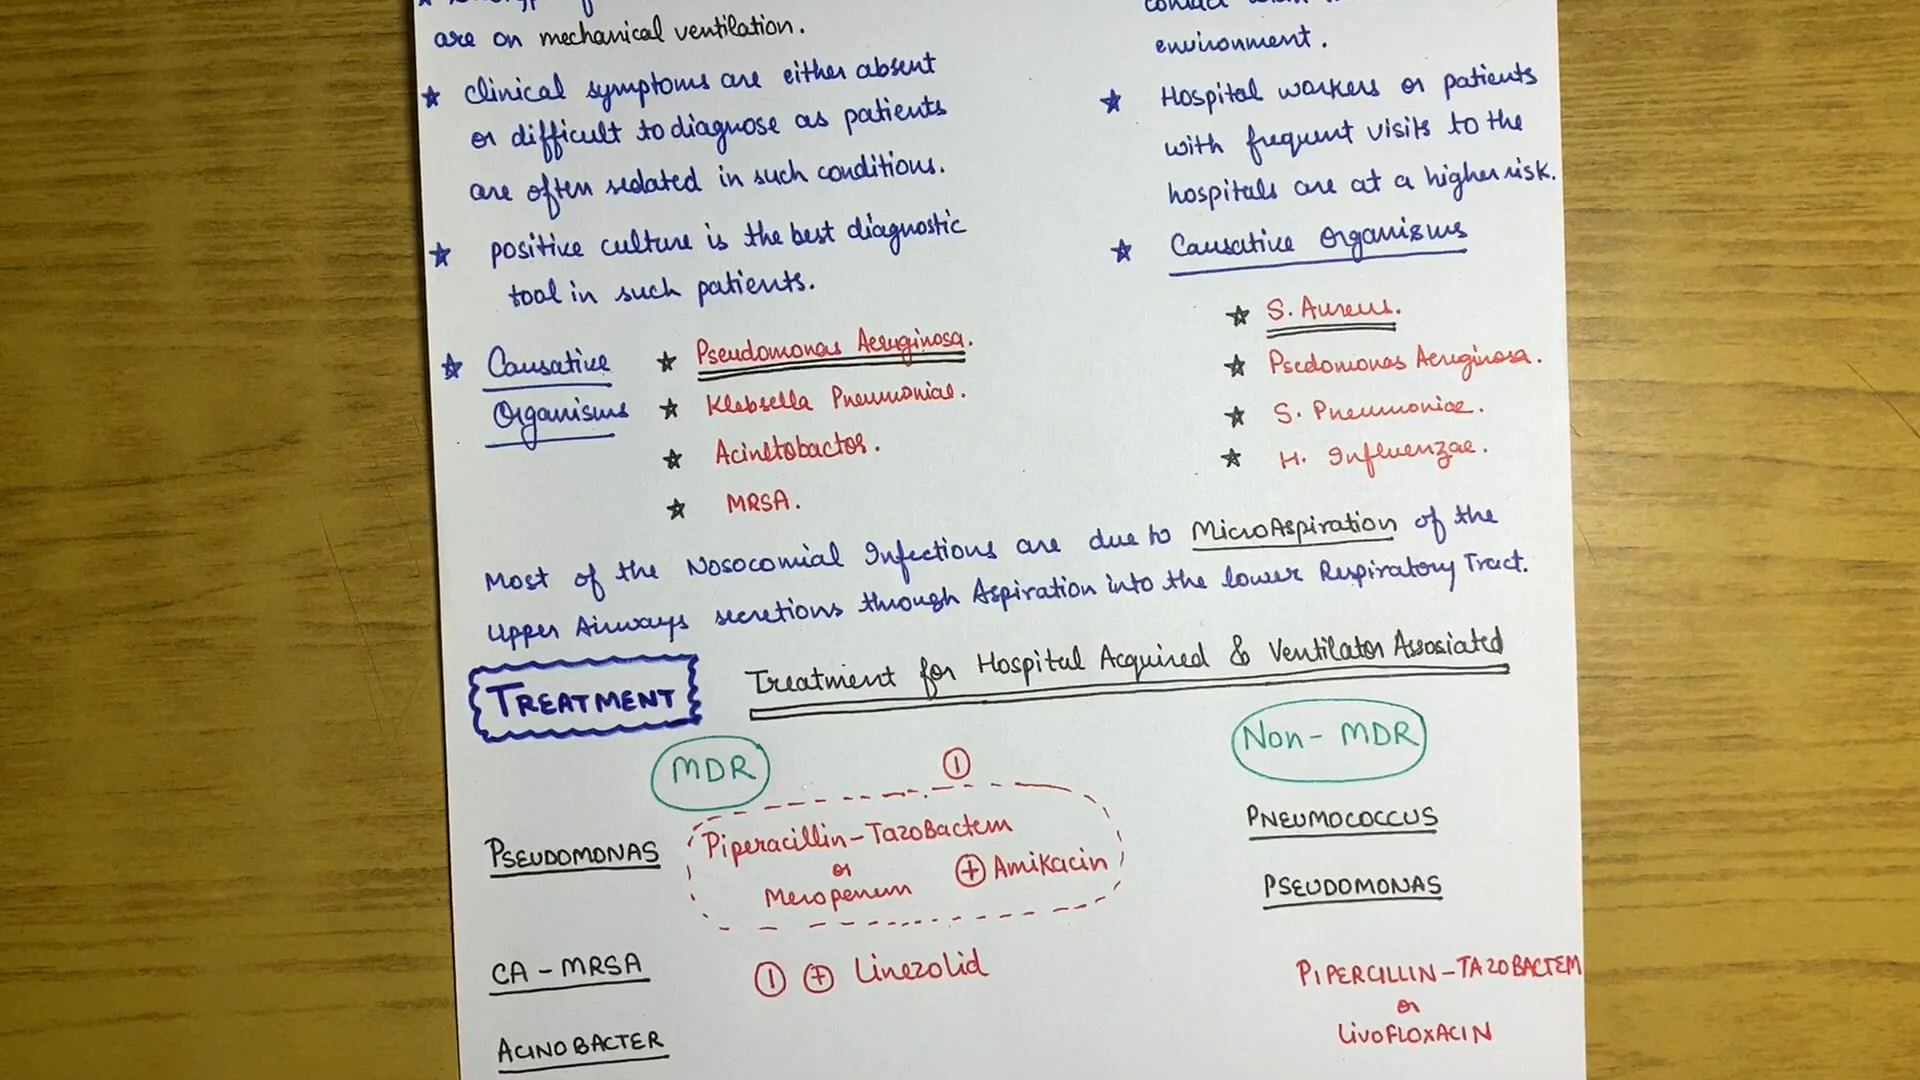 are on mechanical ventilation.
clinical symptoms are either absent
or difficult to diagnose as patients
are often sedated in such conditions.
positive culture is the best diagnostic
tool in such patients.
Causative
Organisms
Pseudomonas Aeruginosa.
Klebsella Pneumoniae.
Acinetobactor.
MRSA.
environment.
Hospital workers or patients
with frequent visits to the
hospitals are at a higher risk.
Causative Organisms
S. Aureus.
Psedomonas Aeruginosa.
S. Pneumoniae.
H. Influenzae.
Most of the Nosocomial Infections are due to MicroAspiration of the
Upper Airways secretions through Aspiration into the lower Respiratory Tract.
TREATMENT
Treatment for Hospital Acquired & Ventilator Assosiated
MDR
1
PSEUDOMONAS
Piperacillin-TazoBactem
or
Meropenem
+ Amikacin
CA-MRSA
1 + Linezolid
ACINOBACTER
Non-MDR
PNEUMOCOCCUS
PSEUDOMONAS
PIPERCILLIN-TAZOBACTEM
or
LIVOFLOXACIN